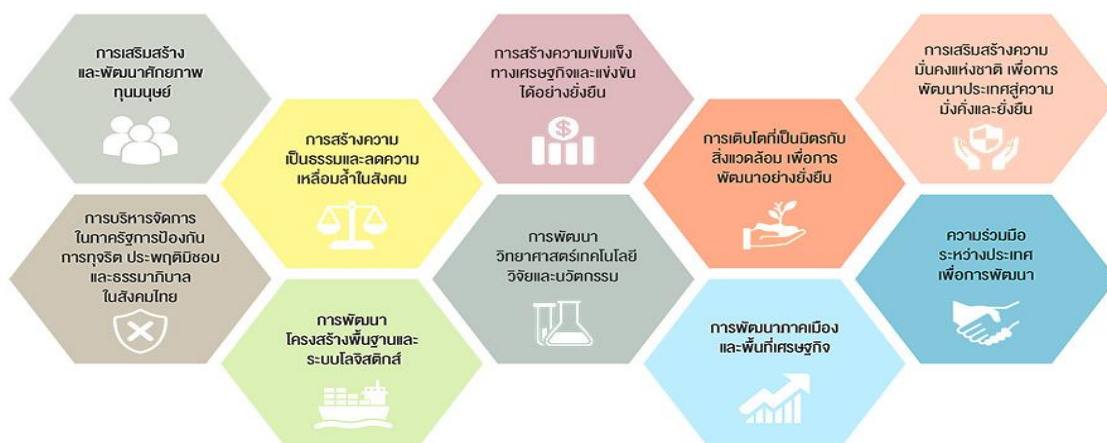 การเสริมสร้าง
และพัฒนาศักยภาพ
ทุนมนุษย์
การสร้างความ
เป็นธรรมและลดความ
เหลื่อมล้ำในสังคม
การสร้างความเข้มแข็ง
ทางเศรษฐกิจและแข่งขัน
ได้อย่างยั่งยืน
การเติบโตที่เป็นมิตรกับ
สิ่งแวดล้อม เพื่อการ
พัฒนาอย่างยั่งยืน
การเสริมสร้างความ
มั่นคงแห่งชาติ เพื่อการ
พัฒนาประเทศสู่ความ
มั่งคั่งและยั่งยืน
การบริหารจัดการ
ในภาครัฐการป้องกัน
การทุจริต ประพฤติมิชอบ
และธรรมาภิบาล
ในสังคมไทย
การพัฒนา
โครงสร้างพื้นฐานและ
ระบบโลจิสติกส์
การพัฒนา
วิทยาศาสตร์เทคโนโลยี
วิจัยและนวัตกรรม
การพัฒนาภาคเมือง
และพื้นที่เศรษฐกิจ
ความร่วมมือ
ระหว่างประเทศ
เพื่อการพัฒนา